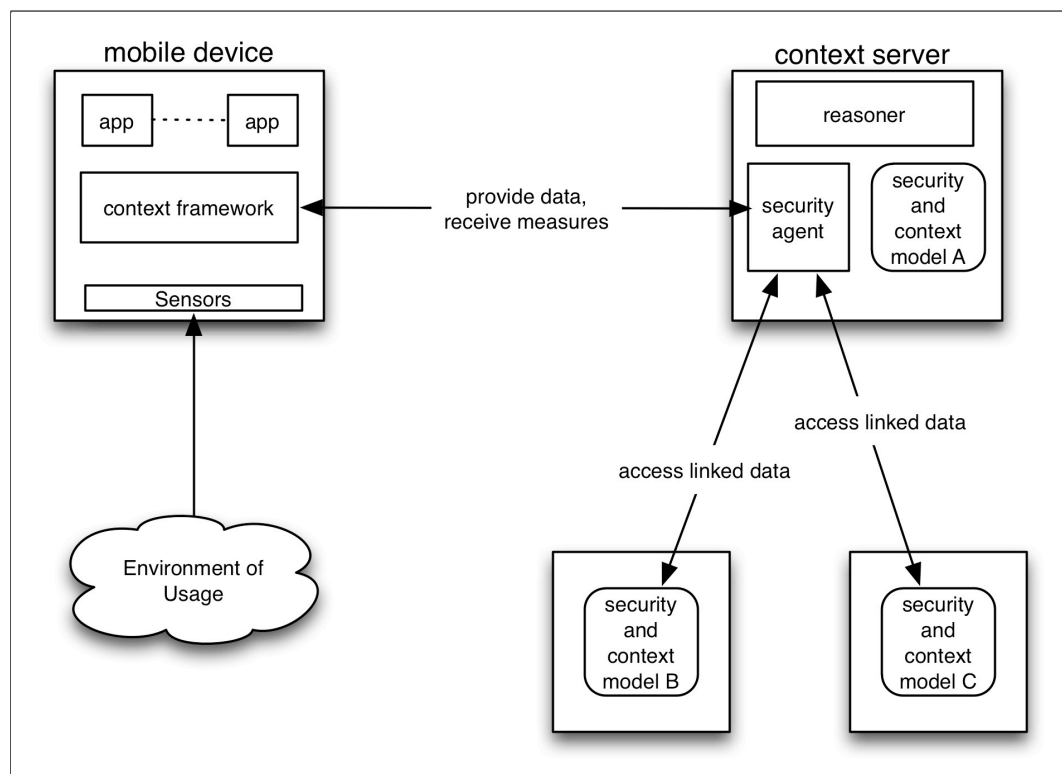 mobile device
app
app
context framework
Sensors
Environment of
Usage
provide data,
receive measures
context server
reasoner
security
agent
security
and
context
model A
access linked data
access linked data
security
and
context
model B
security
and
context
model C